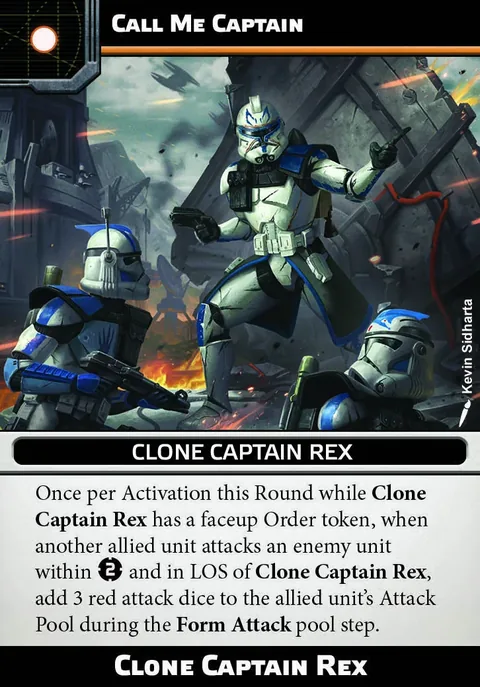 Call Me Captain
Kevin Sidharta
CLONE CAPTAIN REX
Once per Activation this Round while Clone
Captain Rex has a faceup Order token, when
another allied unit attacks an enemy unit
within 2 and in LOS of Clone Captain Rex,
add 3 red attack dice to the allied unit's Attack
Pool during the Form Attack pool step.
Clone Captain Rex